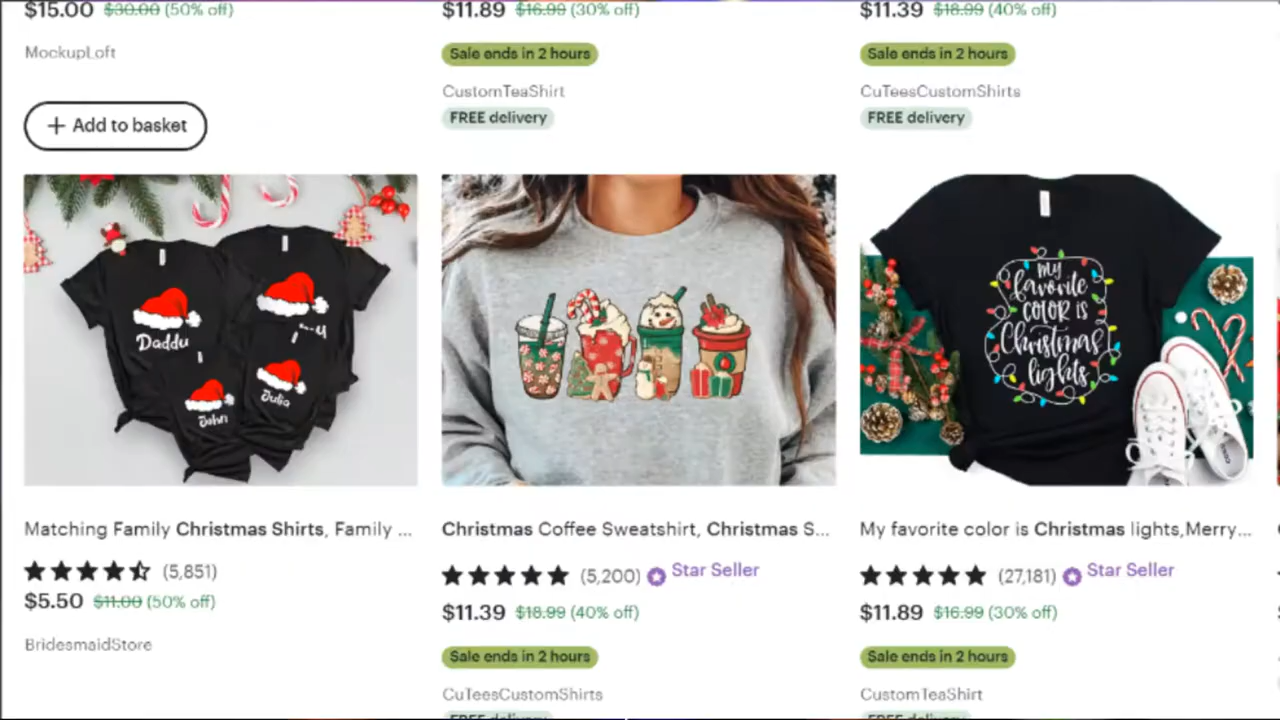 $15.00 $30.00 (50% off)
MockupLoft
+ Add to basket
$11.89 $16.99 (30% off)
Sale ends in 2 hours
CustomTeaShirt
FREE delivery
$11.39 $18.99 (40% off)
Sale ends in 2 hours
CuTeesCustomShirts
FREE delivery
Daddy
John
Julia
my
favorite
color is
Christmas
lights
Matching Family Christmas Shirts, Family ...
(5,851)
$5.50 $11.00 (50% off)
BridesmaidStore
Christmas Coffee Sweatshirt, Christmas S...
(5,200) Star Seller
$11.39 $18.99 (40% off)
Sale ends in 2 hours
CuTeesCustomShirts
FREE delivery
My favorite color is Christmas lights,Merry...
(27,181) Star Seller
$11.89 $16.99 (30% off)
Sale ends in 2 hours
CustomTeaShirt
FREE delivery